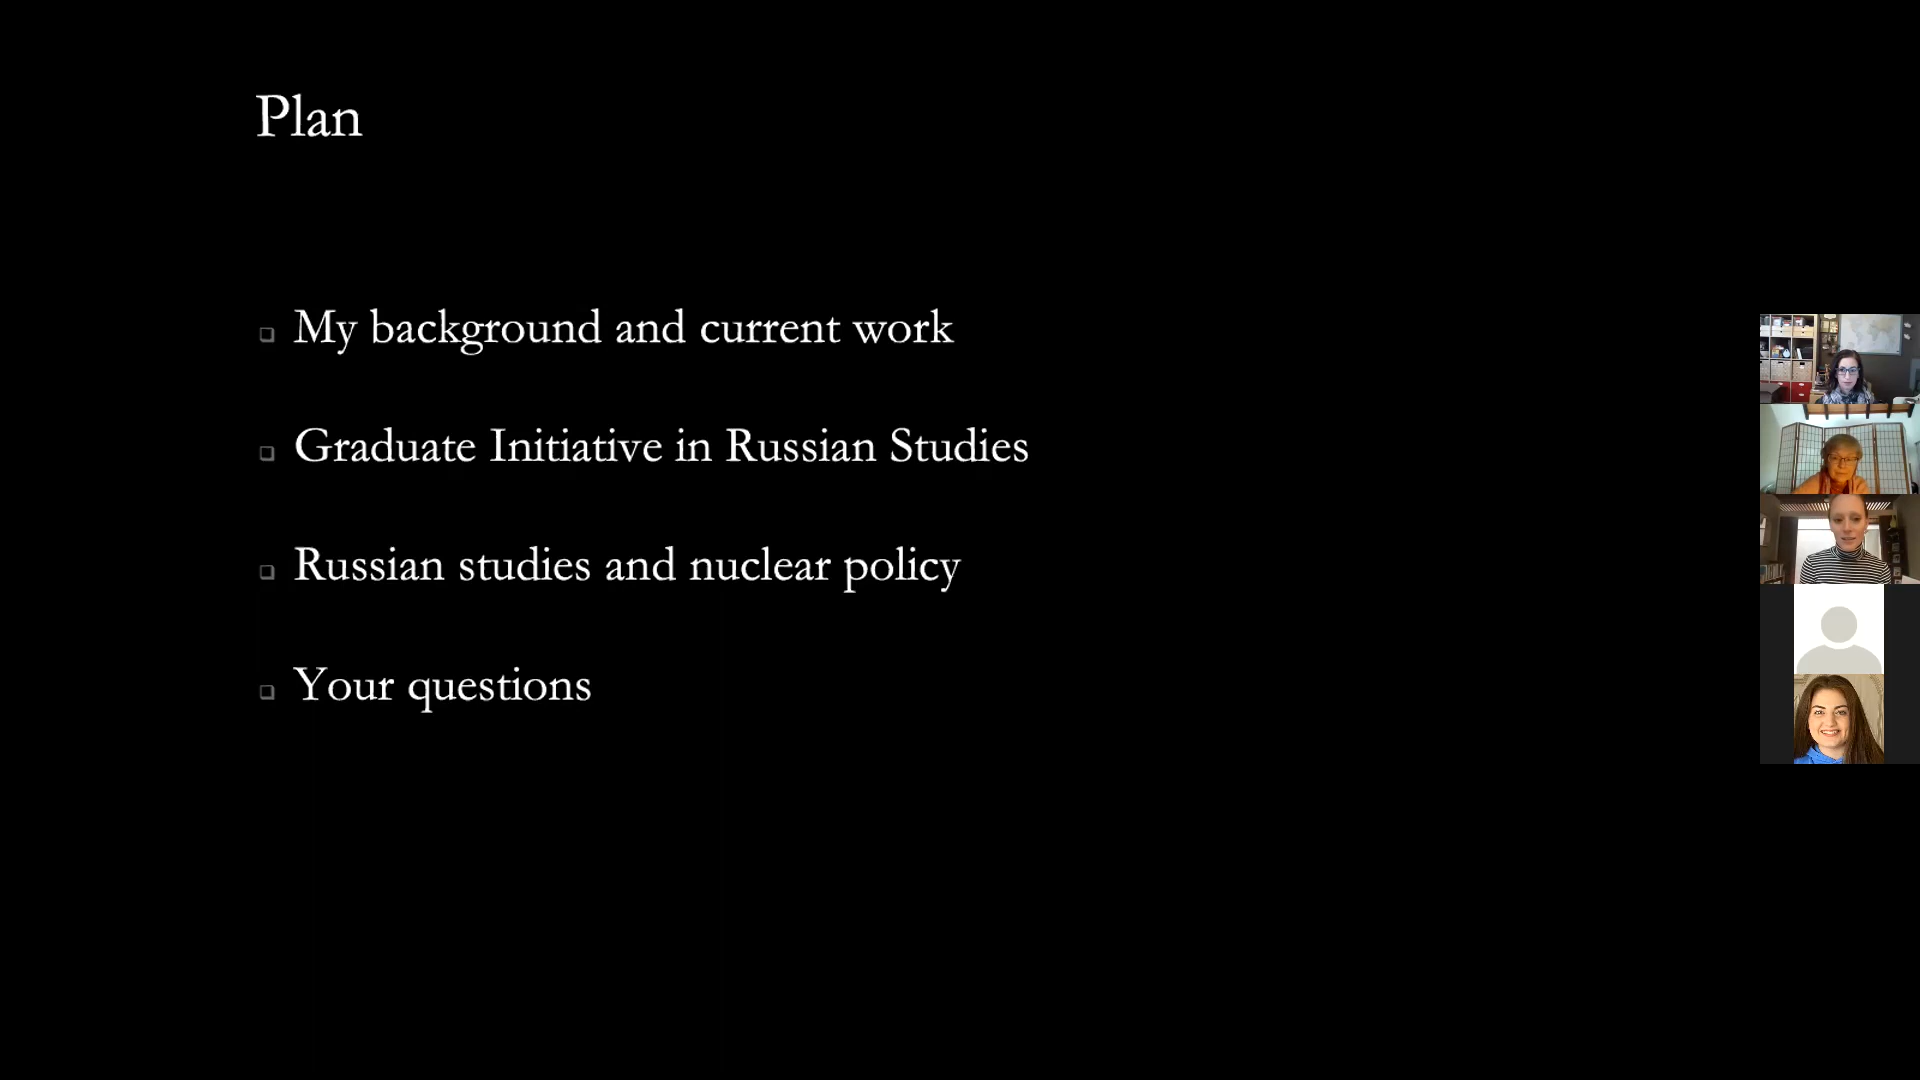 Plan
My background and current work
Graduate Initiative in Russian Studies
Russian studies and nuclear policy
Your questions